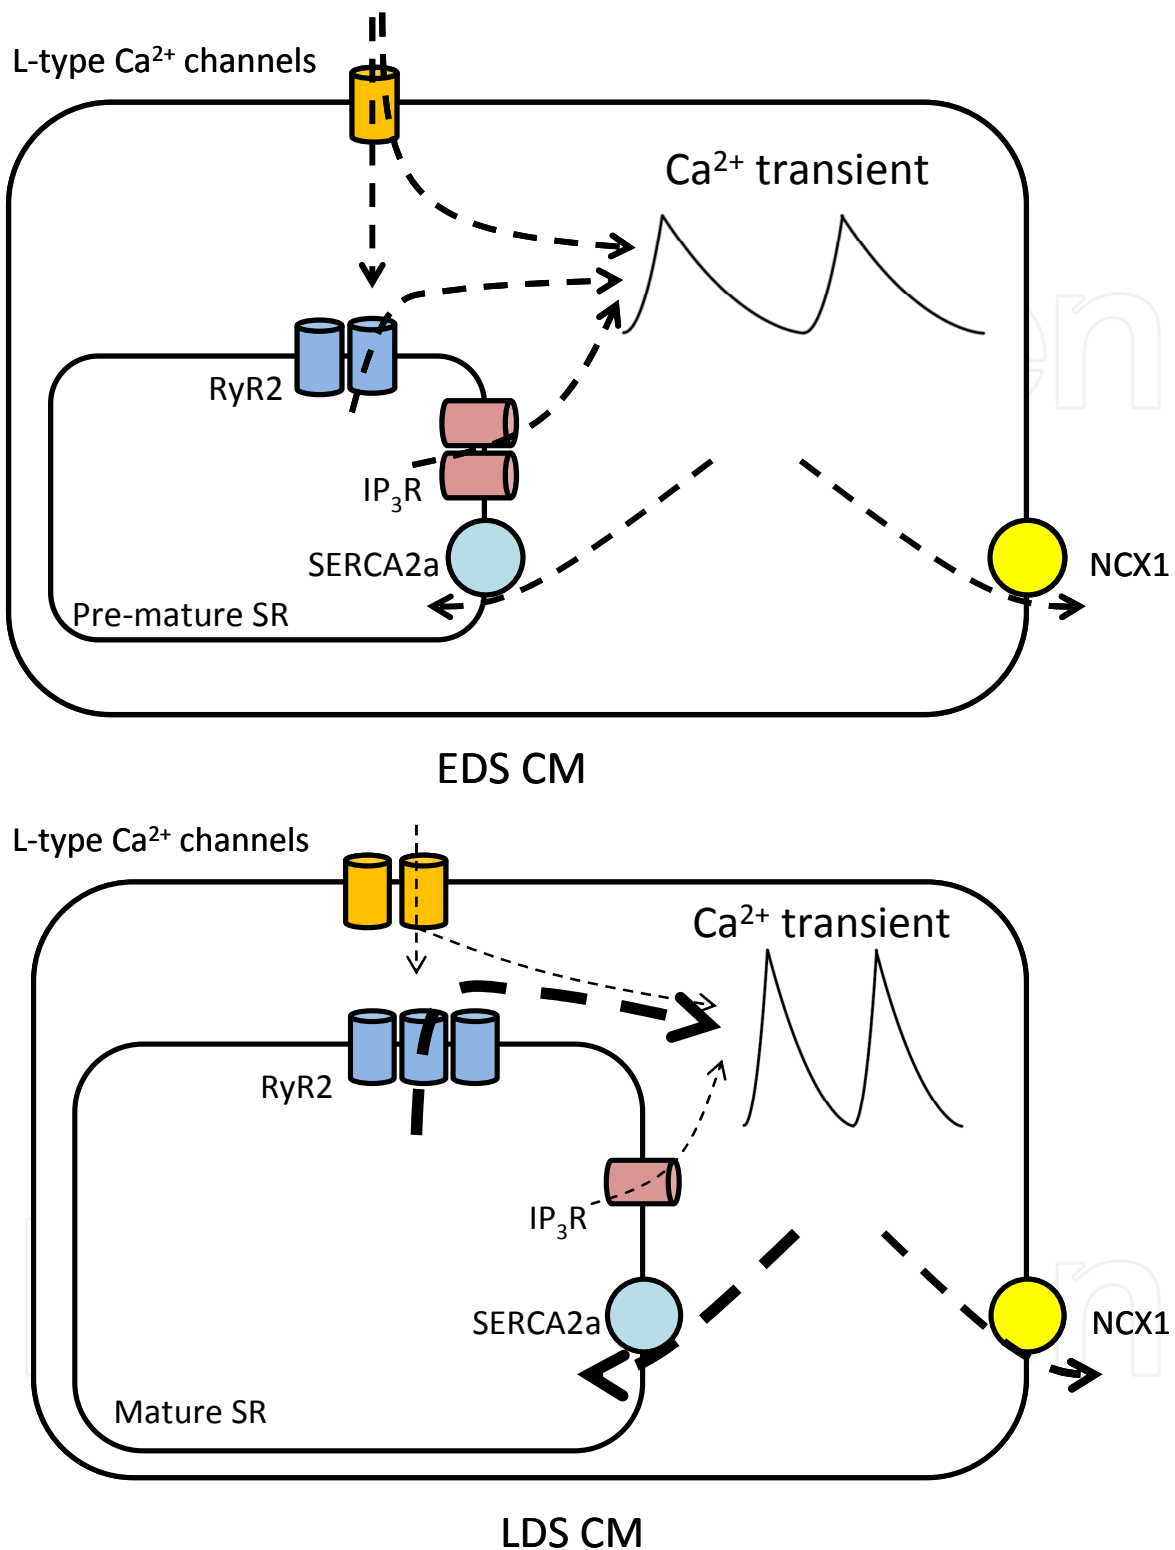 L-type Ca²⁺ channels
Ca²⁺ transient
RyR2
IP₃R
SERCA2a
NCX1
Pre-mature SR
EDS CM
L-type Ca²⁺ channels
Ca²⁺ transient
RyR2
IP₃R
SERCA2a
NCX1
Mature SR
LDS CM